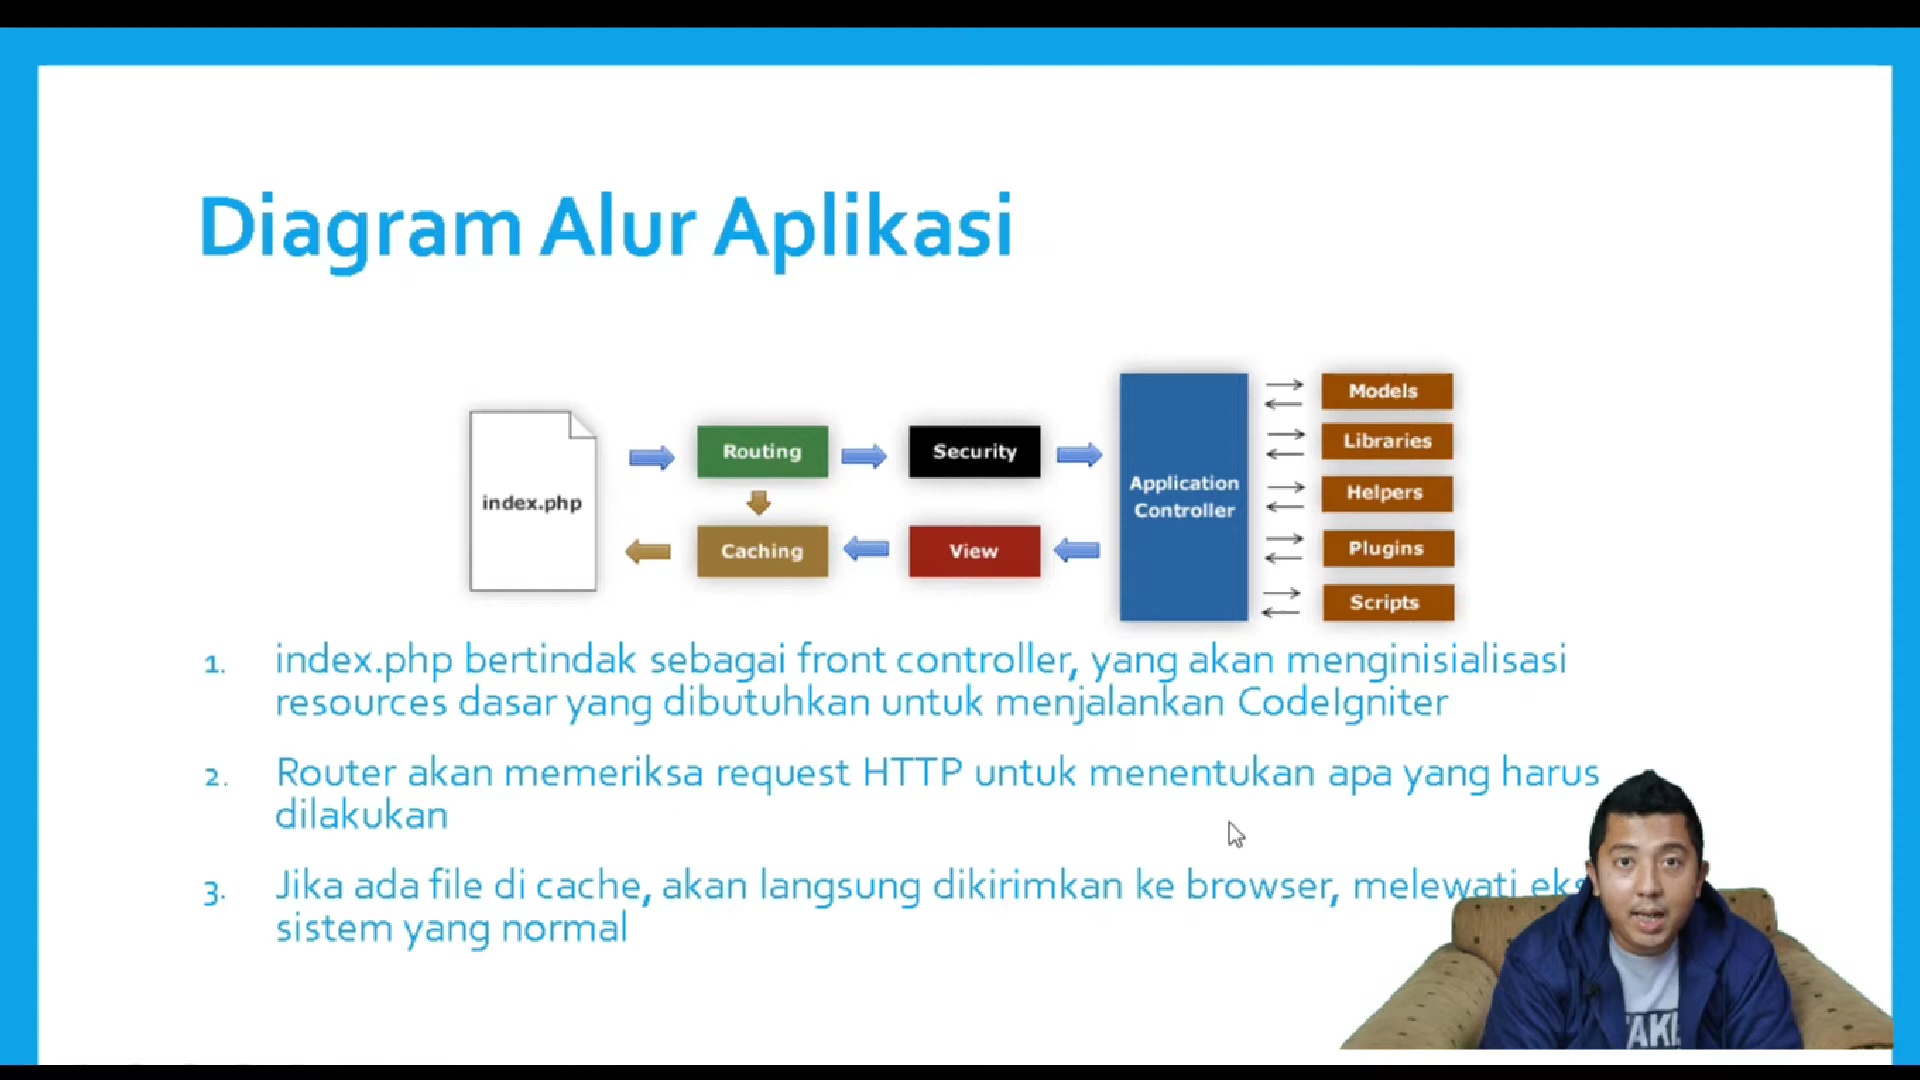 Diagram Alur Aplikasi
index.php
Routing
Security
Caching
View
Application
Controller
Models
Libraries
Helpers
Plugins
Scripts
1. index.php bertindak sebagai front controller, yang akan menginisialisasi
resources dasar yang dibutuhkan untuk menjalankan CodeIgniter
2. Router akan memeriksa request HTTP untuk menentukan apa yang harus
dilakukan
3. Jika ada file di cache, akan langsung dikirimkan ke browser, melewati
sistem yang normal